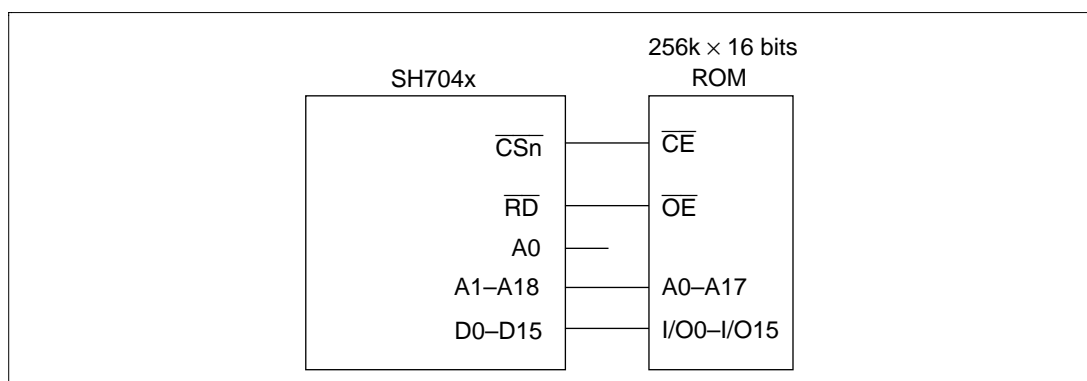 256k × 16 bits
SH704x ROM
CSn CE
RD OE
A0
A1–A18 A0–A17
D0–D15 I/O0–I/O15